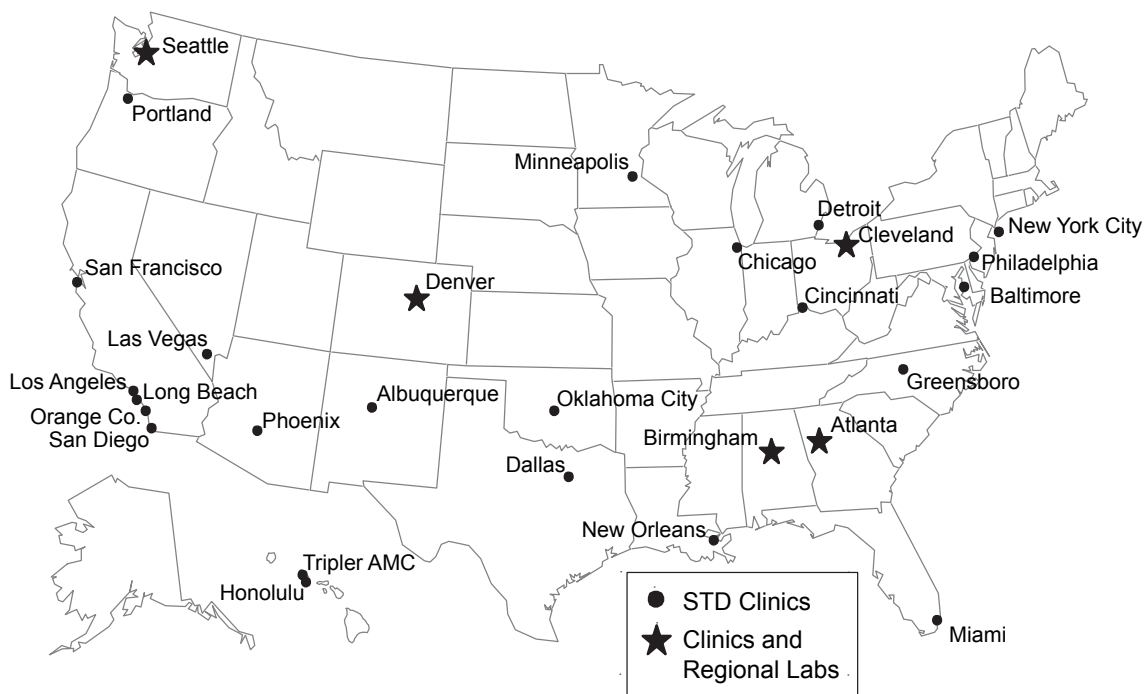 Seattle
Portland
Minneapolis
Detroit
Cleveland
New York City
Chicago
Philadelphia
San Francisco
Denver
Cincinnati
Baltimore
Las Vegas
Los Angeles
Long Beach
Albuquerque
Oklahoma City
Greensboro
Orange Co.
San Diego
Phoenix
Birmingham
Atlanta
Dallas
New Orleans
Tripler AMC
Honolulu
Miami
STD Clinics
Clinics and
Regional Labs